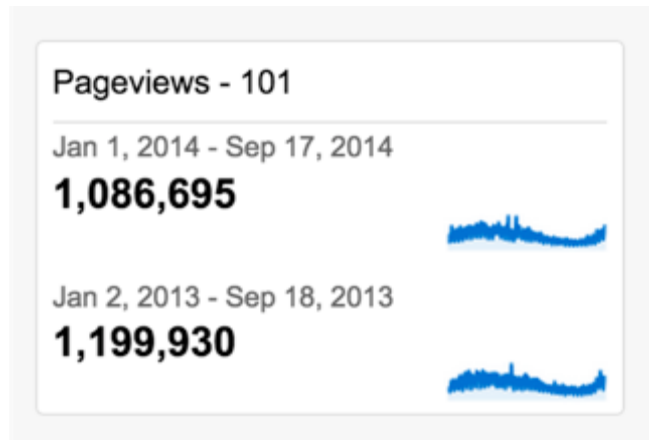 Pageviews - 101
Jan 1, 2014 - Sep 17, 2014
1,086,695
Jan 2, 2013 - Sep 18, 2013
1,199,930